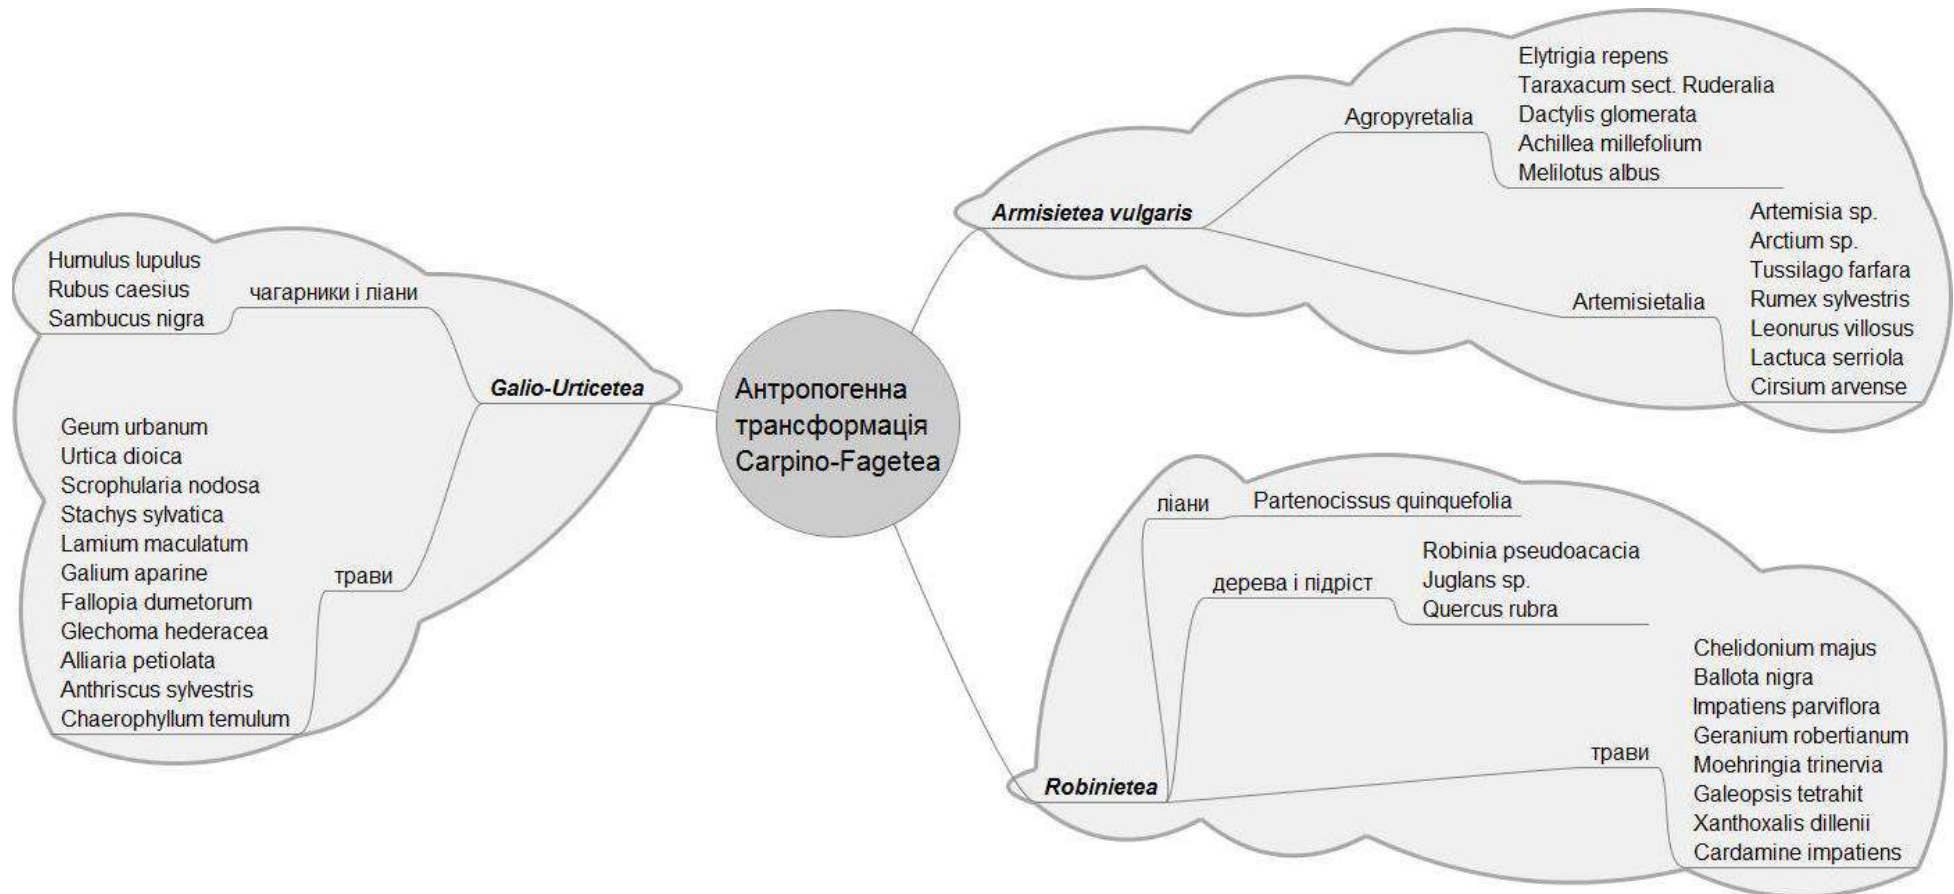 Антропогенна
трансформація
Carpino-Fagetea
Galio-Urticetea
чагарники і ліани
Humulus lupulus
Rubus caesius
Sambucus nigra
трави
Geum urbanum
Urtica dioica
Scrophularia nodosa
Stachys sylvatica
Lamium maculatum
Galium aparine
Fallopia dumetorum
Glechoma hederacea
Alliaria petiolata
Anthriscus sylvestris
Chaerophyllum temulum
Armisietea vulgaris
Agropyretalia
Elytrigia repens
Taraxacum sect. Ruderalia
Dactylis glomerata
Achillea millefolium
Melilotus albus
Artemisietalia
Artemisia sp.
Arctium sp.
Tussilago farfara
Rumex sylvestris
Leonurus villosus
Lactuca serriola
Cirsium arvense
Robinietea
ліани
Partenocissus quinquefolia
дерева і підріст
Robinia pseudoacacia
Juglans sp.
Quercus rubra
трави
Chelidonium majus
Ballota nigra
Impatiens parviflora
Geranium robertianum
Moehringia trinervia
Galeopsis tetrahit
Xanthoxalis dillenii
Cardamine impatiens